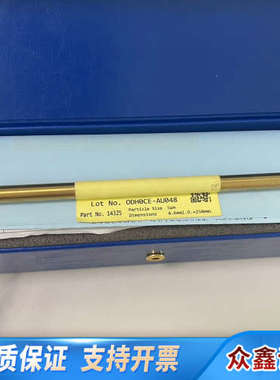 Lot No. ODH0CE-AU048
Part No. 14325
Particle Size 5μm
Dimensions 4.6mmI.D.×250mmL
质保证 支持开票
众鑫